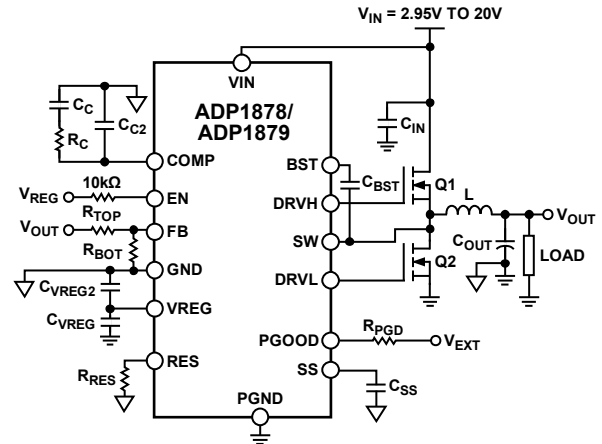 VIN = 2.95V TO 20V
VIN
ADP1878/
ADP1879
CC
CC2
RC
CIN
COMP
BST
CBST
Q1
VREG
10kΩ
EN
DRVH
L
VOUT
RTOP
VOUT
FB
SW
COUT
LOAD
RBOT
Q2
GND
DRVL
CVREG2
VREG
CVREG
PGOOD
RPGD
VEXT
RES
SS
RRES
CSS
PGND